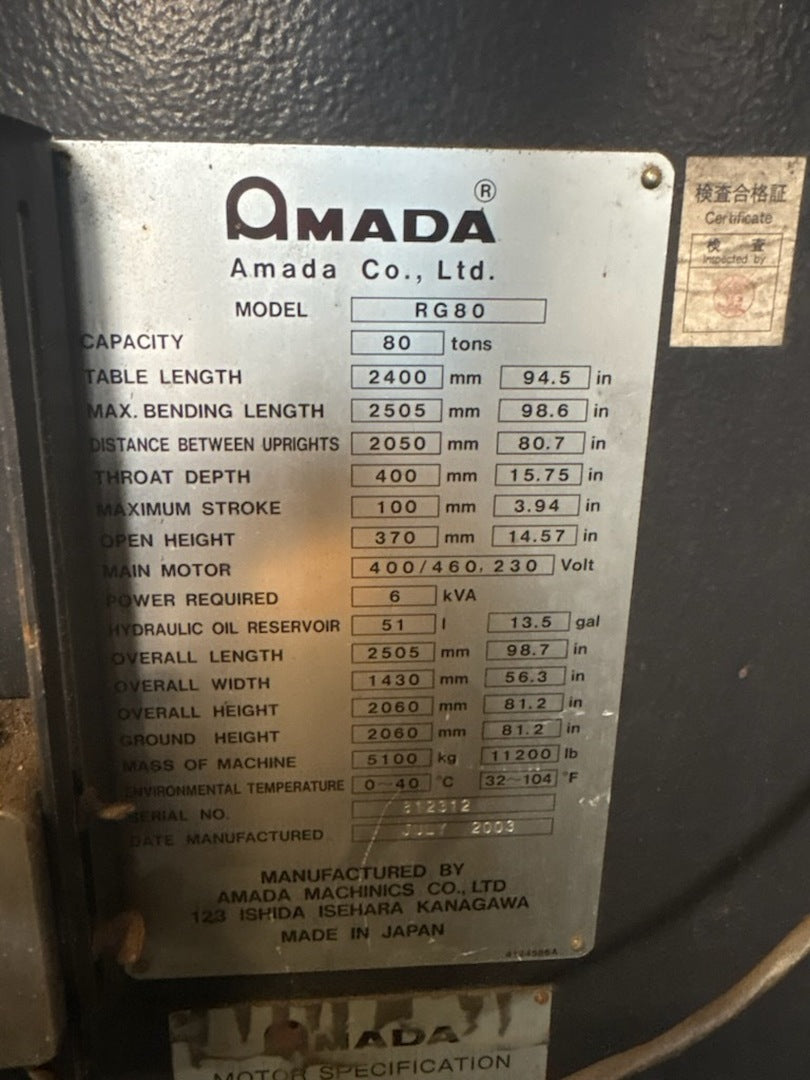 AMADA®
Amada Co., Ltd.
MODEL RG80
CAPACITY 80 tons
TABLE LENGTH 2400 mm 94.5 in
MAX. BENDING LENGTH 2505 mm 98.6 in
DISTANCE BETWEEN UPRIGHTS 2050 mm 80.7 in
THROAT DEPTH 400 mm 15.75 in
MAXIMUM STROKE 100 mm 3.94 in
OPEN HEIGHT 370 mm 14.57 in
MAIN MOTOR 400/460, 230 Volt
POWER REQUIRED 6 kVA
HYDRAULIC OIL RESERVOIR 51 l 13.5 gal
OVERALL LENGTH 2505 mm 98.7 in
OVERALL WIDTH 1430 mm 56.3 in
OVERALL HEIGHT 2060 mm 81.2 in
GROUND HEIGHT 2060 mm 81.2 in
MASS OF MACHINE 5100 kg 11200 lb
ENVIRONMENTAL TEMPERATURE 0~40 °C 32~104 °F
SERIAL NO. 812312
DATE MANUFACTURED JULY 2003
MANUFACTURED BY
AMADA MACHINICS CO., LTD
123 ISHIDA ISEHARA KANAGAWA
MADE IN JAPAN
検査合格証
Certificate
検 査
Inspected by
AMADA
MOTOR SPECIFICATION